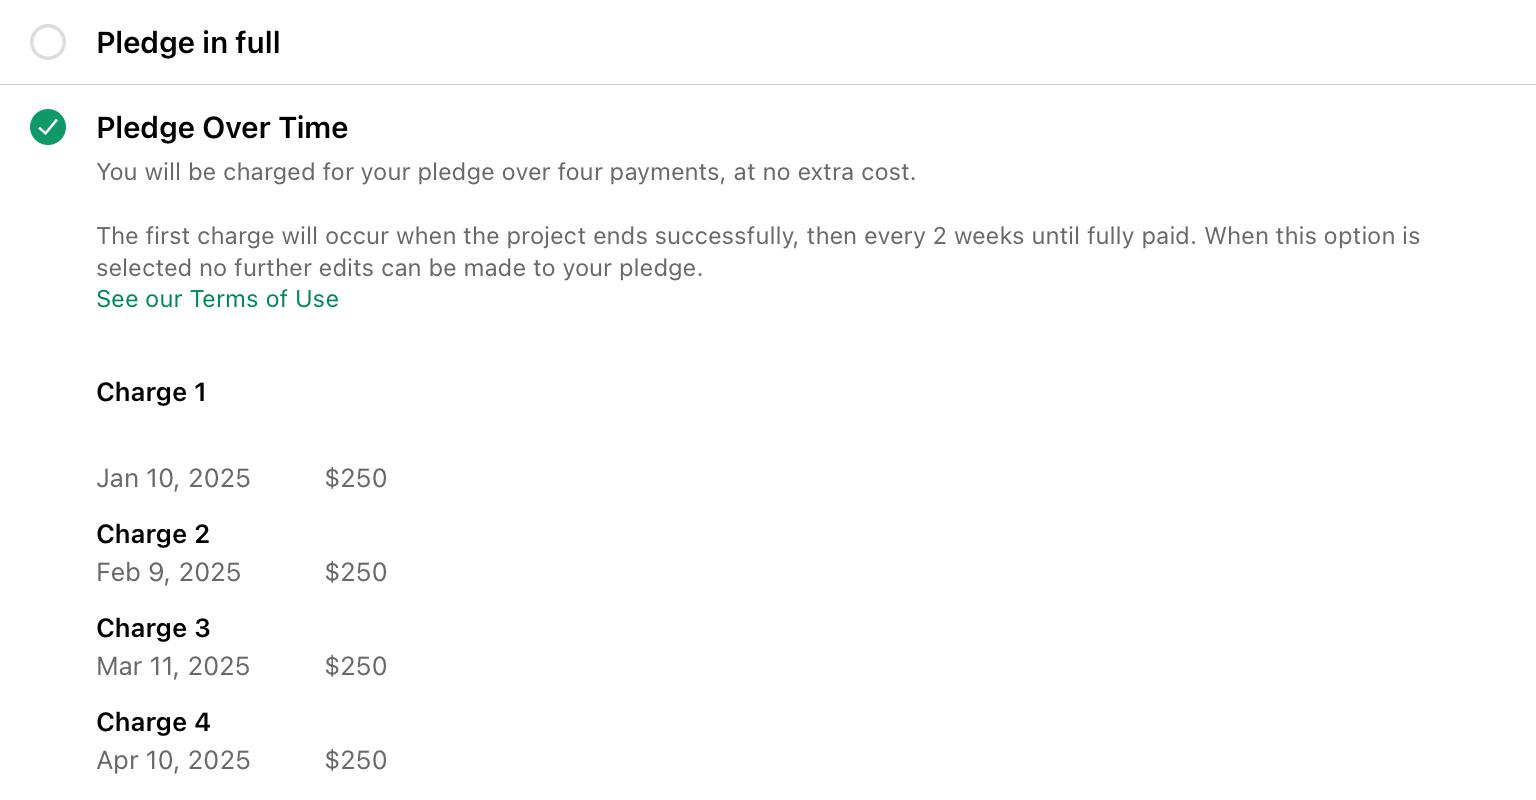 Pledge in full
Pledge Over Time
You will be charged for your pledge over four payments, at no extra cost.
The first charge will occur when the project ends successfully, then every 2 weeks until fully paid. When this option is
selected no further edits can be made to your pledge.
See our Terms of Use
Charge 1
Jan 10, 2025 $250
Charge 2
Feb 9, 2025 $250
Charge 3
Mar 11, 2025 $250
Charge 4
Apr 10, 2025 $250